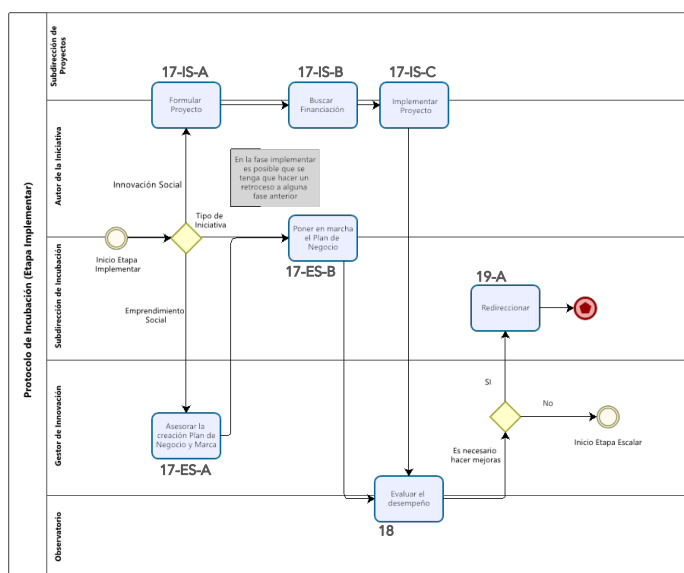 Protocolo de Incubación (Etapa Implementar)
Subdirección de
Proyectos
Autor de la Iniciativa
Subdirección de Incubación
Gestor de Innovación
Observatorio
17-IS-A
17-IS-B
17-IS-C
Formular
Proyecto
Buscar
Financiación
Implementar
Proyecto
En la fase implementar
es posible que se
tenga que hacer un
retroceso a alguna
fase anterior
Innovación Social
Tipo de
Iniciativa
Inicio Etapa
Implementar
Poner en marcha
el Plan de
Negocio
17-ES-B
Emprendimiento
Social
19-A
Redireccionar
SI
No
Inicio Etapa Escalar
Es necesario
hacer mejoras
Asesorar la
creación Plan de
Negocio y Marca
17-ES-A
Evaluar el
desempeño
18